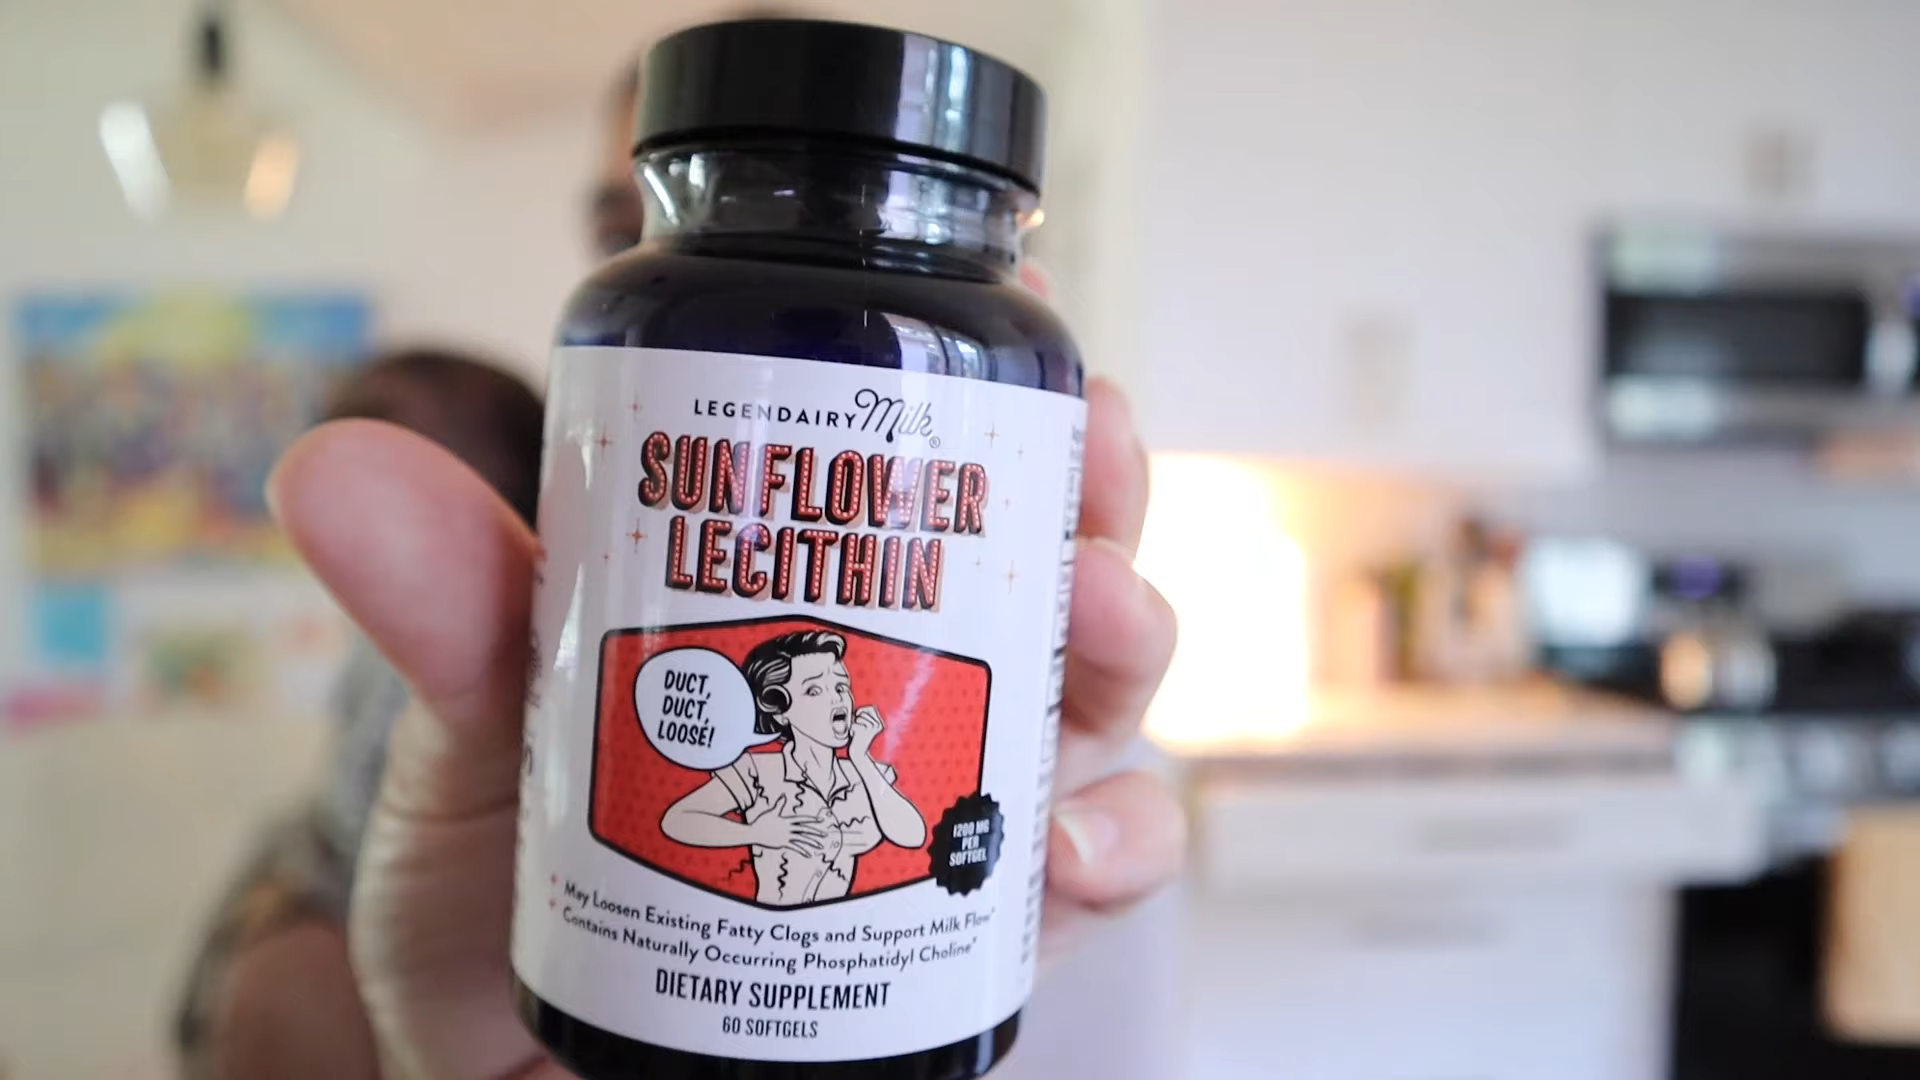 LEGENDAIRY Milk®
SUNFLOWER
LECITHIN
DUCT,
DUCT,
LOOSE!
1200 MG
PER
SOFTGEL
May Loosen Existing Fatty Clogs and Support Milk Flow*
Contains Naturally Occurring Phosphatidyl Choline*
DIETARY SUPPLEMENT
60 SOFTGELS